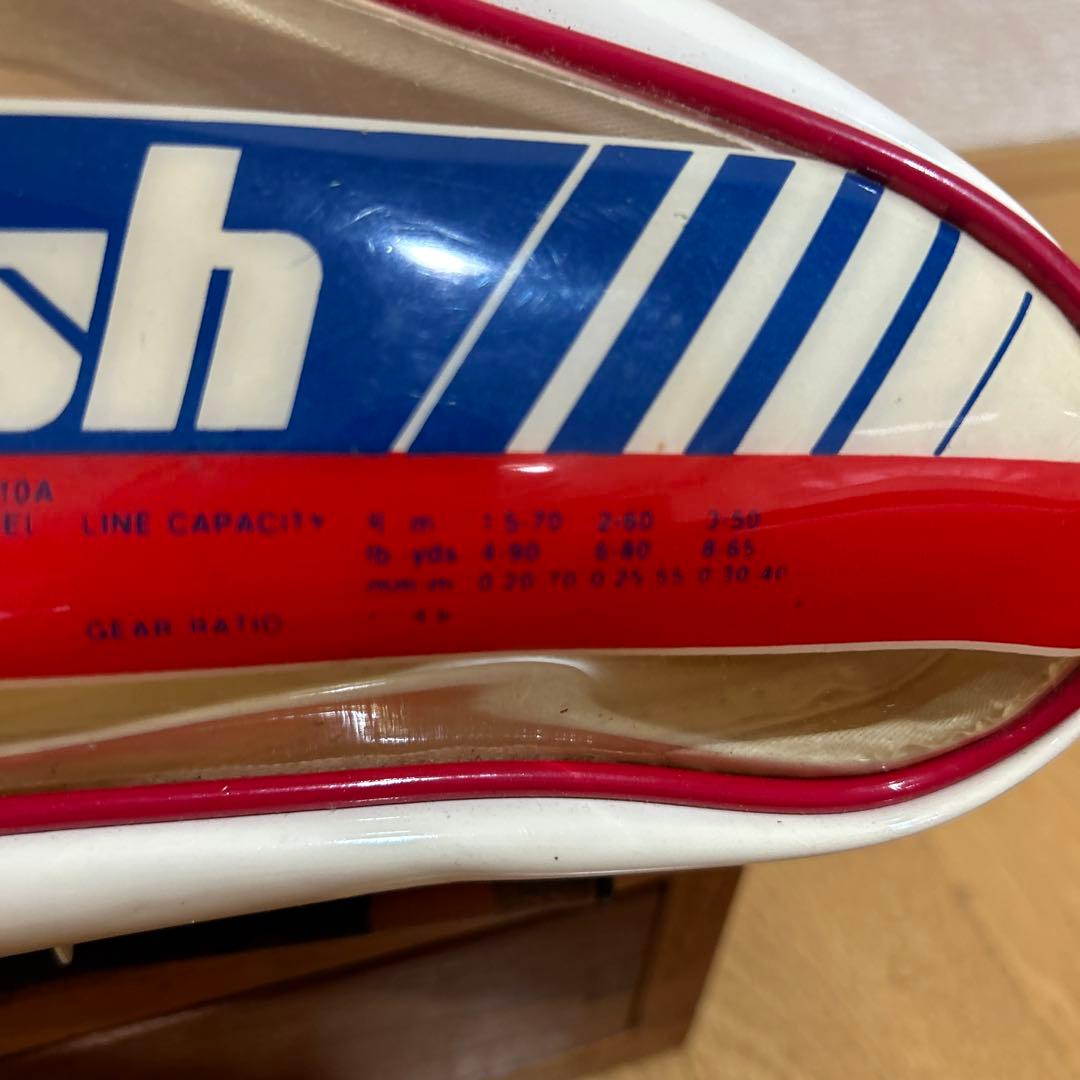 sh
10A
EL LINE CAPACITY 号 m 1.5-70 2-60 3-50
lb. yds 4-90 6-80 8-65
mm-m 0.20-70 0.25-55 0.30-40
GEAR RATIO